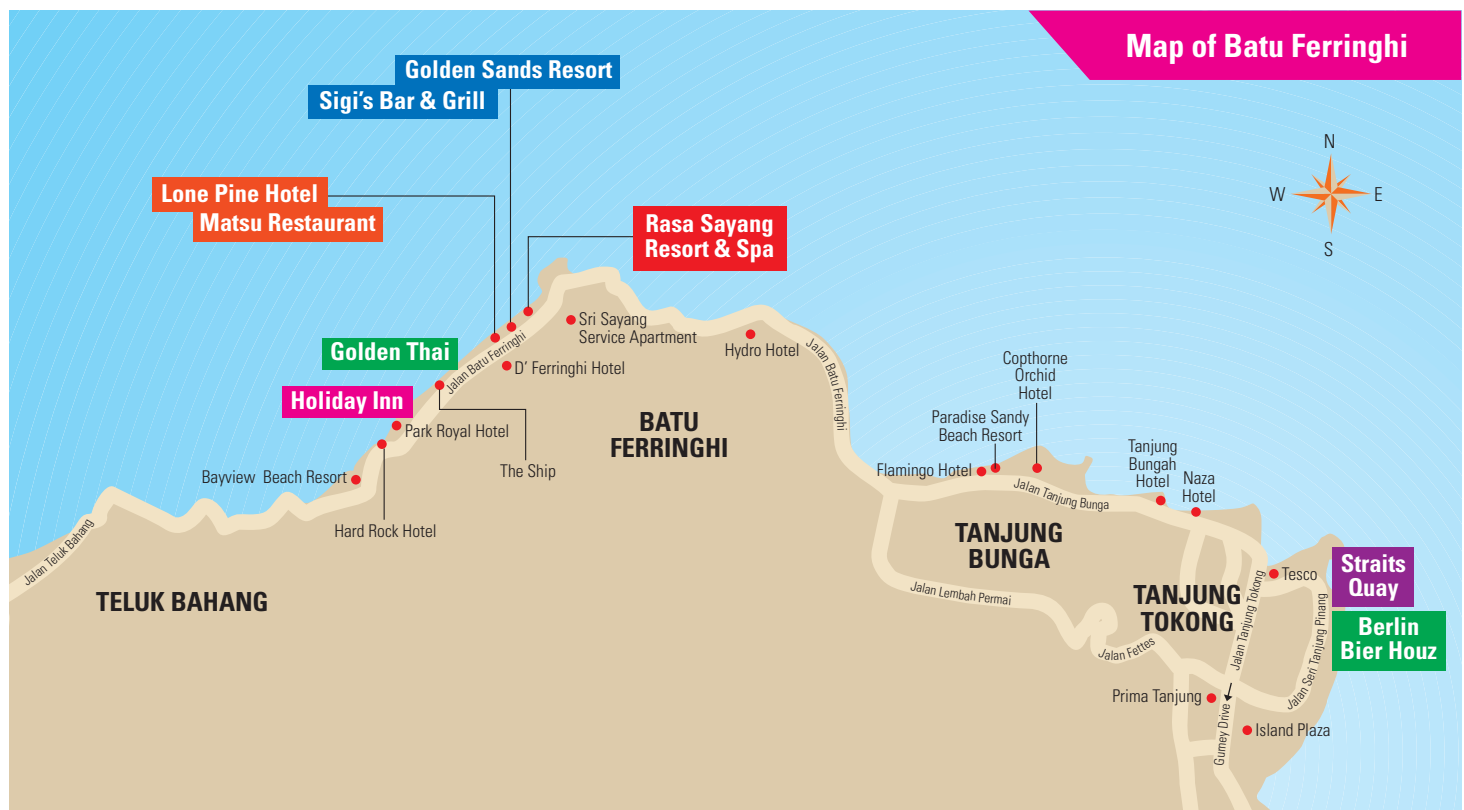 Map of Batu Ferringhi
Golden Sands Resort
Sigi's Bar & Grill
N
W
E
S
Lone Pine Hotel
Matsu Restaurant
Rasa Sayang
Resort & Spa
Sri Sayang
Service Apartment
Golden Thai
Jalan Batu Ferringhi
Hydro Hotel
D' Ferringhi Hotel
Jalan Batu Ferringhi
Holiday Inn
Park Royal Hotel
BATU
FERRINGHI
The Ship
Bayview Beach Resort
Hard Rock Hotel
Copthorne
Orchid
Hotel
Paradise Sandy
Beach Resort
Flamingo Hotel
Jalan Tanjung Bunga
Tanjung
Bungah
Hotel
Naza
Hotel
Jalan Teluk Bahang
TELUK BAHANG
TANJUNG
BUNGA
Jalan Lembah Permai
TANJUNG
TOKONG
Tesco
Straits
Quay
Berlin
Bier Houz
Jalan Tanjung Tokong
Jalan Seri Tanjung Pinang
Jalan Fettes
Prima Tanjung
Gurney Drive
Island Plaza